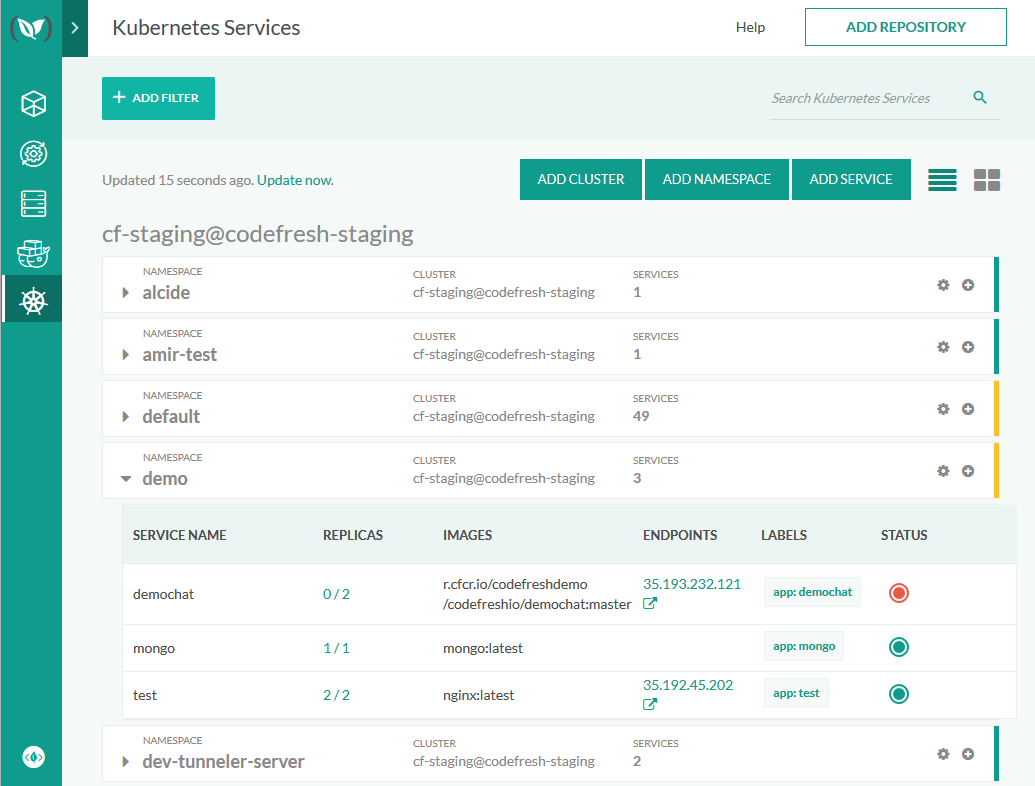 Kubernetes Services
Help
ADD REPOSITORY
+ ADD FILTER
Search Kubernetes Services
Updated 15 seconds ago. Update now.
ADD CLUSTER
ADD NAMESPACE
ADD SERVICE
cf-staging@codefresh-staging
NAMESPACE CLUSTER SERVICES
alcide cf-staging@codefresh-staging 1
NAMESPACE CLUSTER SERVICES
amir-test cf-staging@codefresh-staging 1
NAMESPACE CLUSTER SERVICES
default cf-staging@codefresh-staging 49
NAMESPACE CLUSTER SERVICES
demo cf-staging@codefresh-staging 3
SERVICE NAME REPLICAS IMAGES ENDPOINTS LABELS STATUS
demochat 0 / 2 r.cfcr.io/codefreshdemo 35.193.232.121 app: demochat
/codefreshio/demochat:master
mongo 1 / 1 mongo:latest app: mongo
test 2 / 2 nginx:latest 35.192.45.202 app: test
NAMESPACE CLUSTER SERVICES
dev-tunneler-server cf-staging@codefresh-staging 2